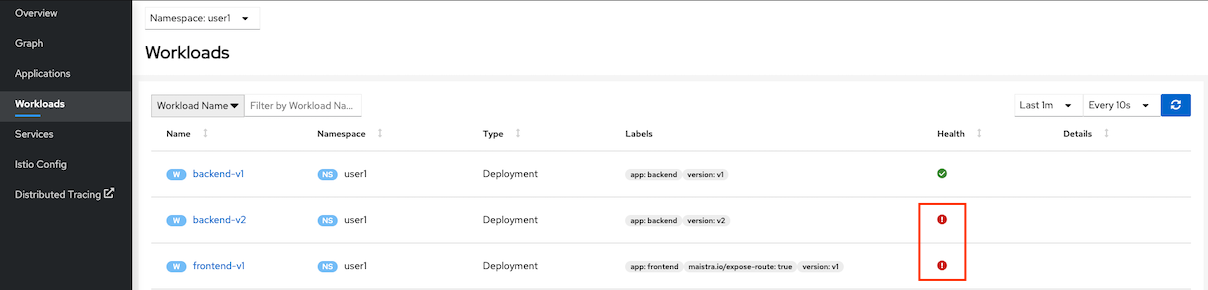 Overview
Graph
Applications
Workloads
Services
Istio Config
Distributed Tracing
Namespace: user1
Workloads
Workload Name Filter by Workload Na... Last 1m Every 10s
Name Namespace Type Labels Health Details
W backend-v1 NS user1 Deployment app: backend version: v1
W backend-v2 NS user1 Deployment app: backend version: v2
W frontend-v1 NS user1 Deployment app: frontend maistra.io/expose-route: true version: v1